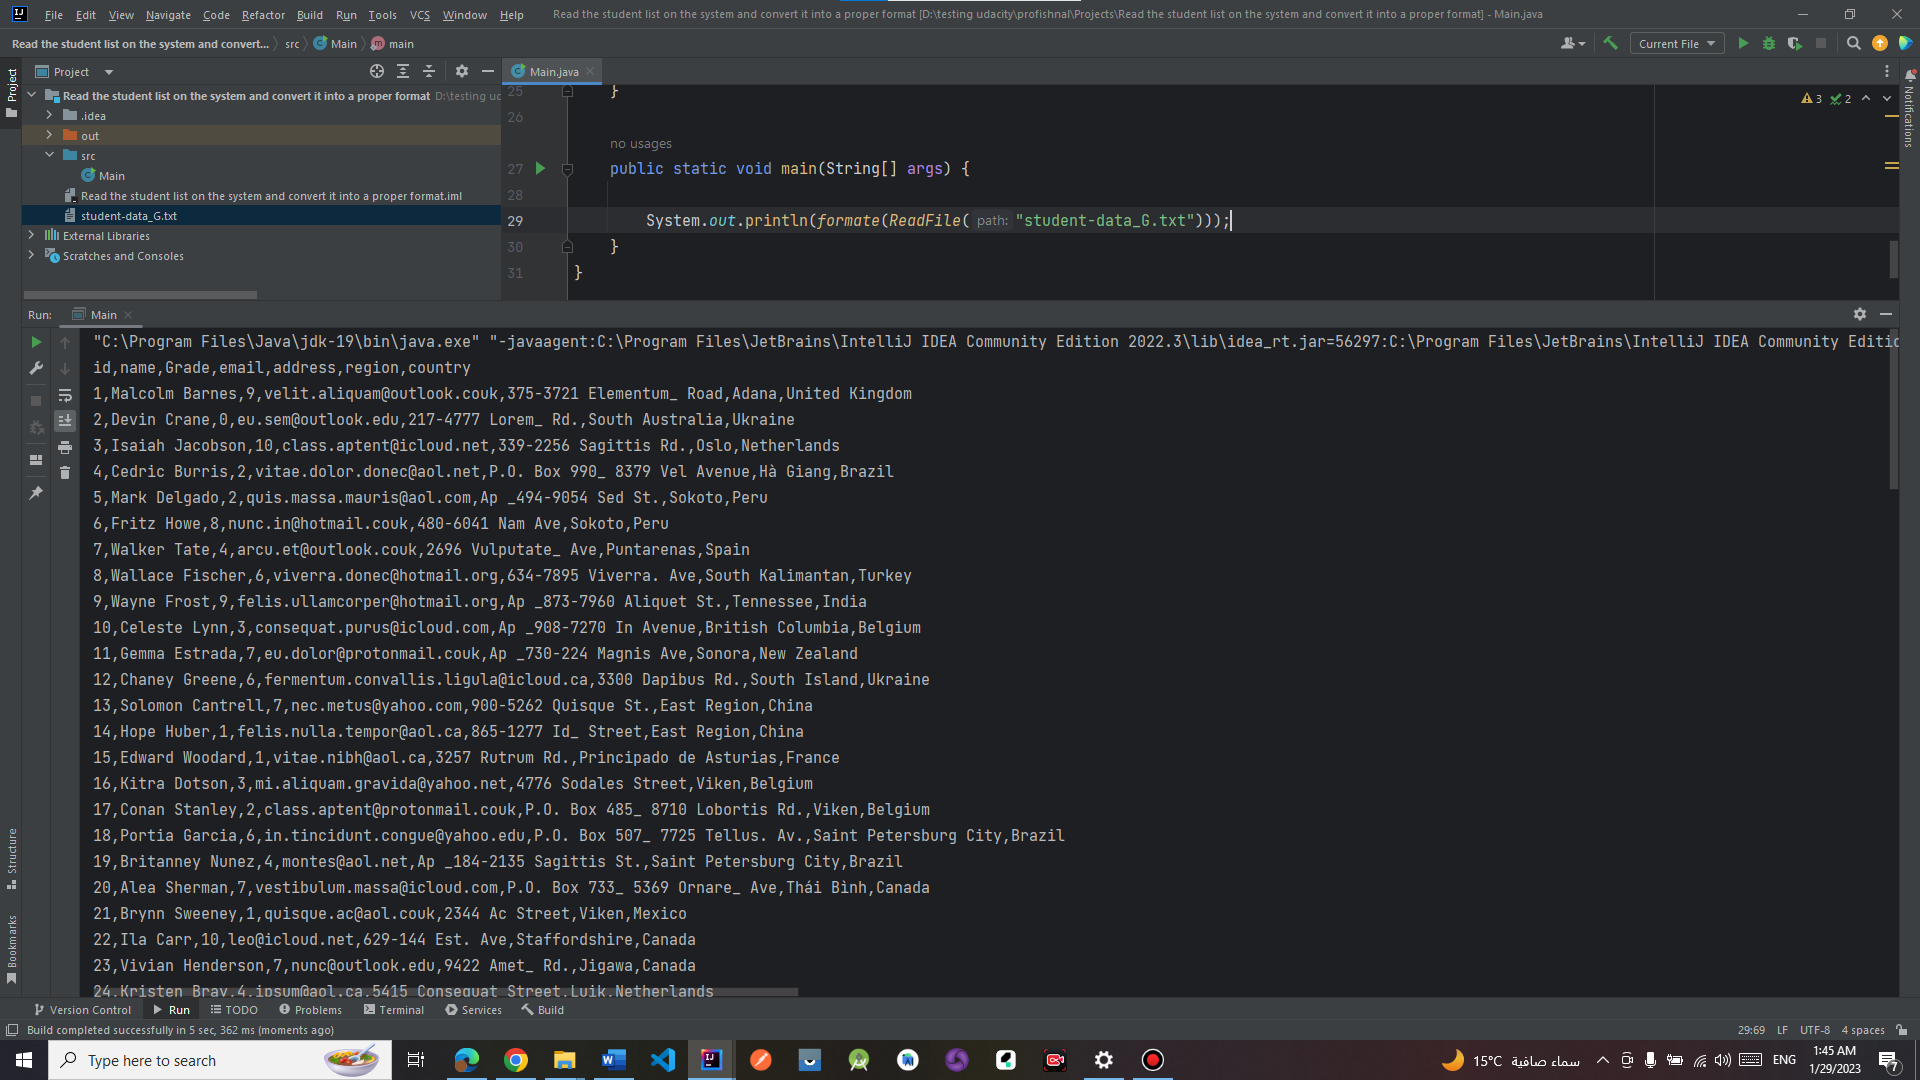 File Edit View Navigate Code Refactor Build Run Tools VCS Window Help Read the student list on the system and convert it into a proper format [D:\testing udacity\profishnal\Projects\Read the student list on the system and convert it into a proper format] - Main.java
Read the student list on the system and convert... src Main main Current File
Project
Project
Read the student list on the system and convert it into a proper format D:\testing uc
.idea
out
src
Main
Read the student list on the system and convert it into a proper format.iml
student-data_G.txt
External Libraries
Scratches and Consoles
Main.java
3 2
25 }
26
no usages
27 public static void main(String[] args) {
28
29 System.out.println(formate(ReadFile( path: "student-data_G.txt")));
30 }
31 }
Notifications
Run: Main
"C:\Program Files\Java\jdk-19\bin\java.exe" "-javaagent:C:\Program Files\JetBrains\IntelliJ IDEA Community Edition 2022.3\lib\idea_rt.jar=56297:C:\Program Files\JetBrains\IntelliJ IDEA Community Editio
id,name,Grade,email,address,region,country
1,Malcolm Barnes,9,velit.aliquam@outlook.couk,375-3721 Elementum_ Road,Adana,United Kingdom
2,Devin Crane,0,eu.sem@outlook.edu,217-4777 Lorem_ Rd.,South Australia,Ukraine
3,Isaiah Jacobson,10,class.aptent@icloud.net,339-2256 Sagittis Rd.,Oslo,Netherlands
4,Cedric Burris,2,vitae.dolor.donec@aol.net,P.O. Box 990_ 8379 Vel Avenue,Hà Giang,Brazil
5,Mark Delgado,2,quis.massa.mauris@aol.com,Ap _494-9054 Sed St.,Sokoto,Peru
6,Fritz Howe,8,nunc.in@hotmail.couk,480-6041 Nam Ave,Sokoto,Peru
7,Walker Tate,4,arcu.et@outlook.couk,2696 Vulputate_ Ave,Puntarenas,Spain
8,Wallace Fischer,6,viverra.donec@hotmail.org,634-7895 Viverra. Ave,South Kalimantan,Turkey
9,Wayne Frost,9,felis.ullamcorper@hotmail.org,Ap _873-7960 Aliquet St.,Tennessee,India
10,Celeste Lynn,3,consequat.purus@icloud.com,Ap _908-7270 In Avenue,British Columbia,Belgium
11,Gemma Estrada,7,eu.dolor@protonmail.couk,Ap _730-224 Magnis Ave,Sonora,New Zealand
12,Chaney Greene,6,fermentum.convallis.ligula@icloud.ca,3300 Dapibus Rd.,South Island,Ukraine
13,Solomon Cantrell,7,nec.metus@yahoo.com,900-5262 Quisque St.,East Region,China
14,Hope Huber,1,felis.nulla.tempor@aol.ca,865-1277 Id_ Street,East Region,China
15,Edward Woodard,1,vitae.nibh@aol.ca,3257 Rutrum Rd.,Principado de Asturias,France
16,Kitra Dotson,3,mi.aliquam.gravida@yahoo.net,4776 Sodales Street,Viken,Belgium
17,Conan Stanley,2,class.aptent@protonmail.couk,P.O. Box 485_ 8710 Lobortis Rd.,Viken,Belgium
18,Portia Garcia,6,in.tincidunt.congue@yahoo.edu,P.O. Box 507_ 7725 Tellus. Av.,Saint Petersburg City,Brazil
19,Britanney Nunez,4,montes@aol.net,Ap _184-2135 Sagittis St.,Saint Petersburg City,Brazil
20,Alea Sherman,7,vestibulum.massa@icloud.com,P.O. Box 733_ 5369 Ornare_ Ave,Thái Bình,Canada
21,Brynn Sweeney,1,quisque.ac@aol.couk,2344 Ac Street,Viken,Mexico
22,Ila Carr,10,leo@icloud.net,629-144 Est. Ave,Staffordshire,Canada
23,Vivian Henderson,7,nunc@outlook.edu,9422 Amet_ Rd.,Jigawa,Canada
24,Kristen Bray,4,ipsum@aol.ca,5415 Consequat Street,Luik,Netherlands
Structure
Bookmarks
Version Control Run TODO Problems Terminal Services Build
Build completed successfully in 5 sec, 362 ms (moments ago) 29:69 LF UTF-8 4 spaces
Type here to search 15°C سماء صافية ENG 1:45 AM
1/29/2023 7